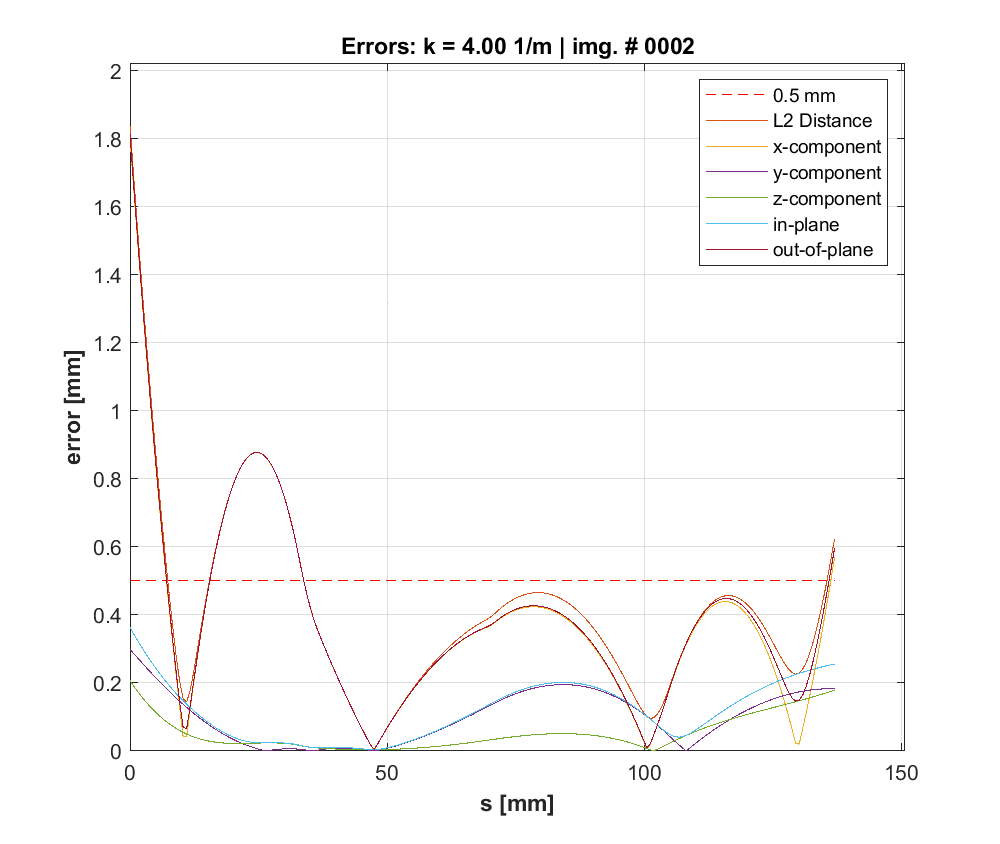 Errors: k = 4.00 1/m | img. # 0002
2
1.8
1.6
1.4
1.2
1
0.8
0.6
0.4
0.2
0
error [mm]
0.5 mm
L2 Distance
x-component
y-component
z-component
in-plane
out-of-plane
0
50
100
150
s [mm]